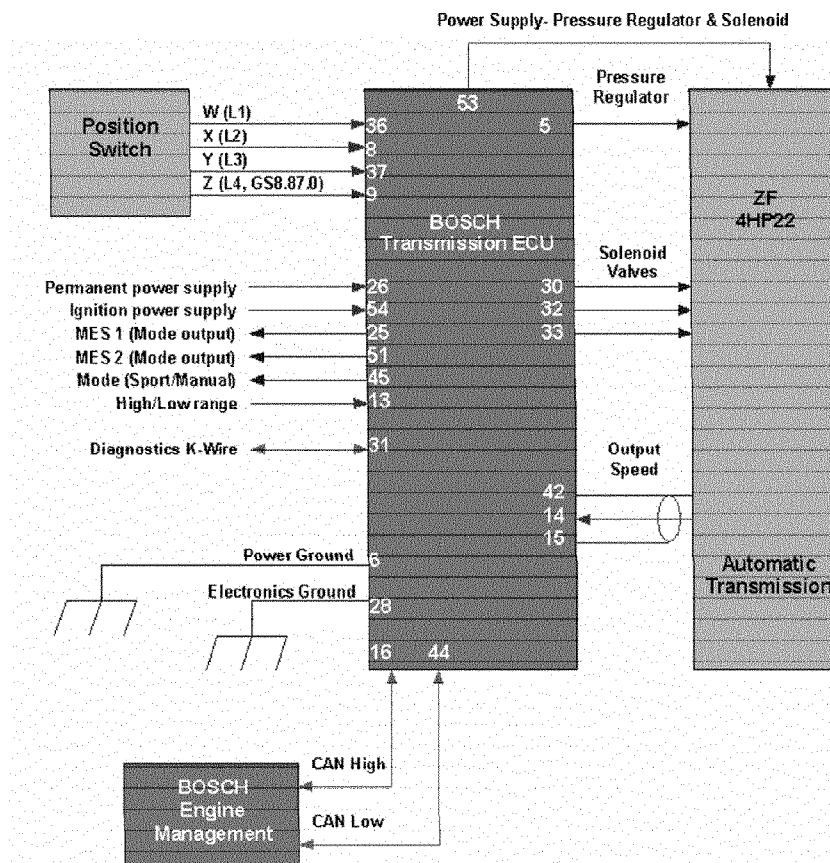 Power Supply- Pressure Regulator & Solenoid
Pressure
Regulator
53
Position
Switch
W (L1)
36
5
X (L2)
8
Y (L3)
37
Z (L4, GS8.87.0)
9
BOSCH
Transmission ECU
ZF
4HP22
Solenoid
Valves
Permanent power supply
26
30
Ignition power supply
54
32
MES 1 (Mode output)
25
33
MES 2 (Mode output)
51
Mode (Sport/Manual)
45
High/Low range
13
Diagnostics K-Wire
31
Output
Speed
42
14
15
Power Ground
6
Automatic
Transmission
Electronics Ground
28
16
44
CAN High
BOSCH
Engine
Management
CAN Low